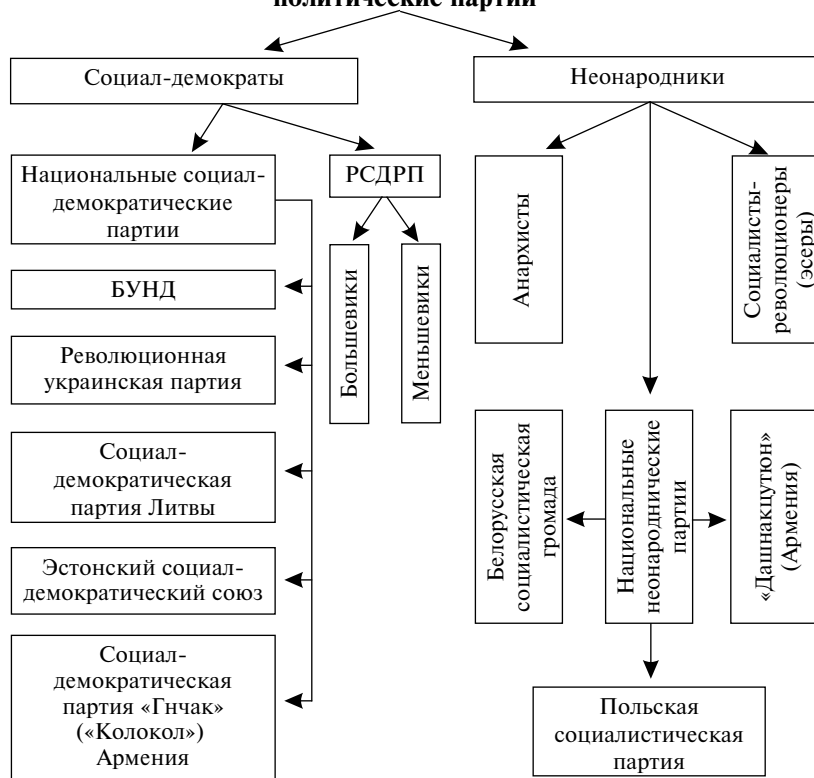 политические партии
Социал-демократы
Неонародники
Национальные социал-
демократические
партии
РСДРП
Большевики
Меньшевики
БУНД
Революционная
украинская партия
Социал-
демократическая
партия Литвы
Эстонский социал-
демократический союз
Социал-
демократическая
партия «Гнчак»
(«Колокол»)
Армения
Анархисты
Социалисты-
революционеры
(эсеры)
Белорусская
социалистическая
громада
Национальные
неонароднические
партии
«Дашнакцутюн»
(Армения)
Польская
социалистическая
партия